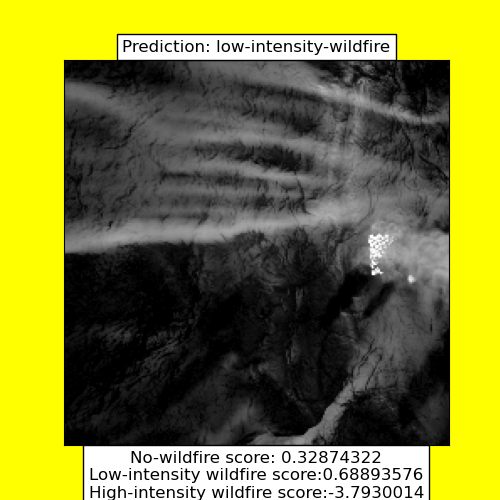 Prediction: low-intensity-wildfire
No-wildfire score: 0.32874322
Low-intensity wildfire score:0.68893576
High-intensity wildfire score:-3.7930014